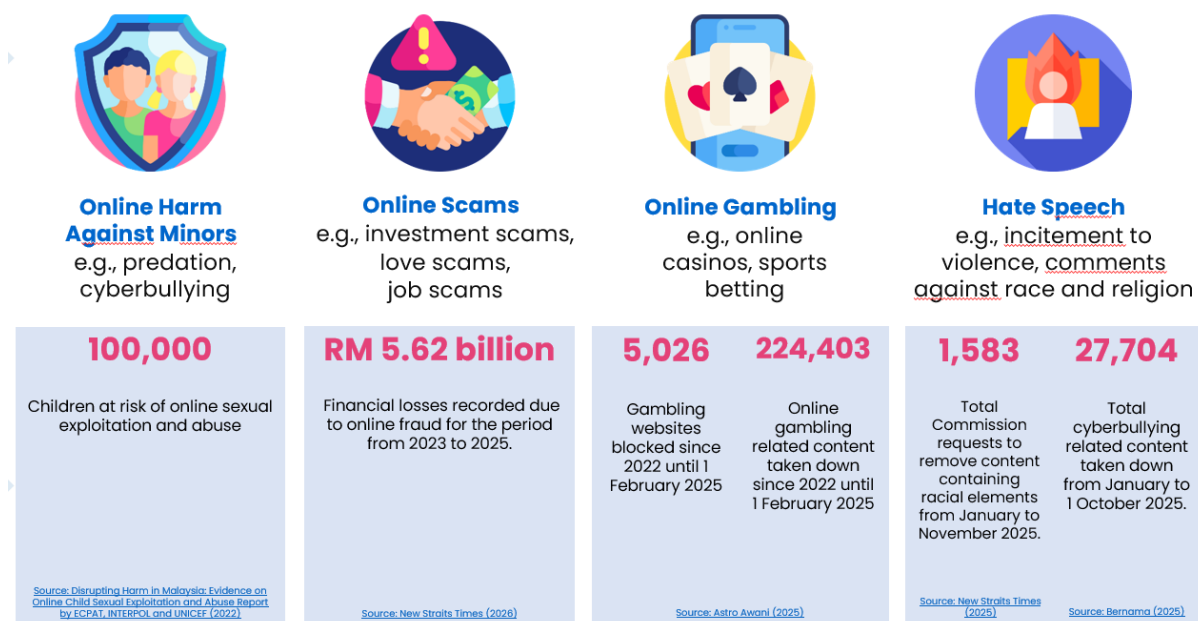 Online Harm
Against Minors
e.g., predation,
cyberbullying
100,000
Children at risk of online sexual
exploitation and abuse
Source: Disrupting Harm in Malaysia: Evidence on
Online Child Sexual Exploitation and Abuse Report
by ECPAT, INTERPOL and UNICEF (2022)
Online Scams
e.g., investment scams,
love scams,
job scams
RM 5.62 billion
Financial losses recorded due
to online fraud for the period
from 2023 to 2025.
Source: New Straits Times (2026)
Online Gambling
e.g., online
casinos, sports
betting
5,026
Gambling
websites
blocked since
2022 until 1
February 2025
224,403
Online
gambling
related content
taken down
since 2022 until
1 February 2025
Source: Astro Awani (2025)
Hate Speech
e.g., incitement to
violence, comments
against race and religion
1,583
Total
Commission
requests to
remove content
containing
racial elements
from January to
November 2025.
Source: New Straits Times
(2025)
27,704
Total
cyberbullying
related content
taken down
from January to
1 October 2025.
Source: Bernama (2025)